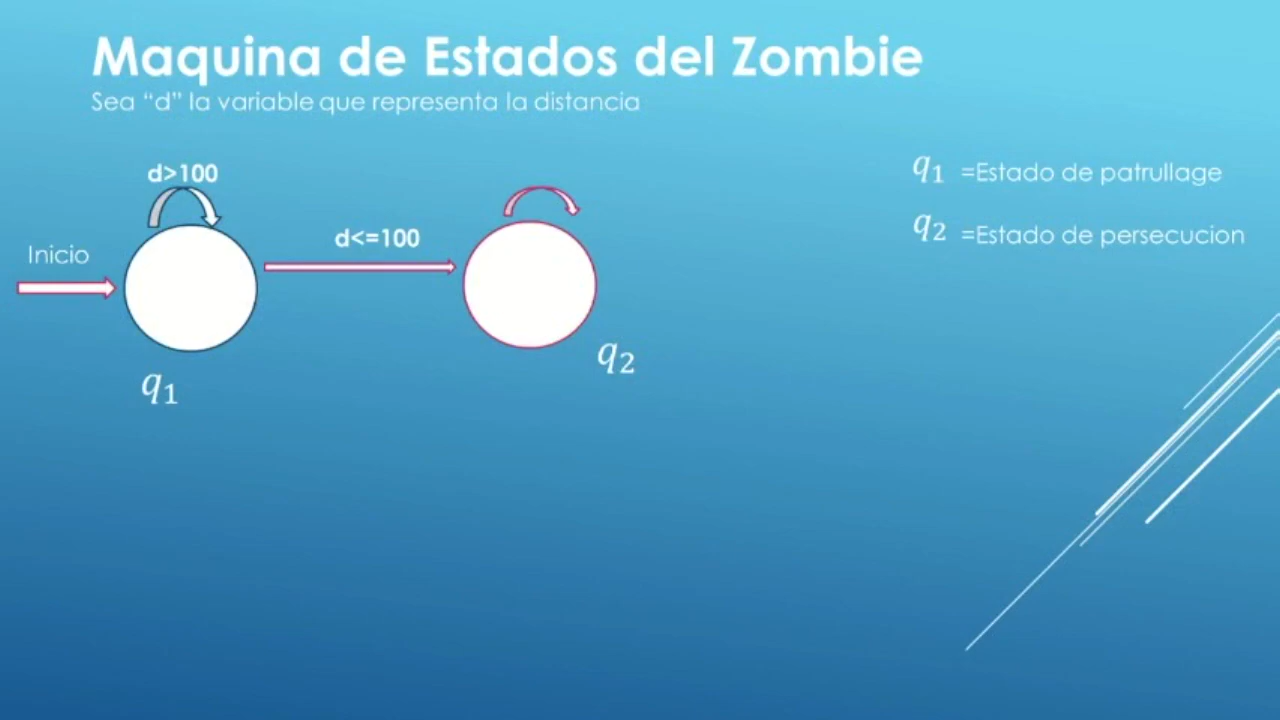 Maquina de Estados del Zombie
Sea “d” la variable que representa la distancia
d>100
Inicio
d<=100
q1
q2
q1 =Estado de patrullage
q2 =Estado de persecucion